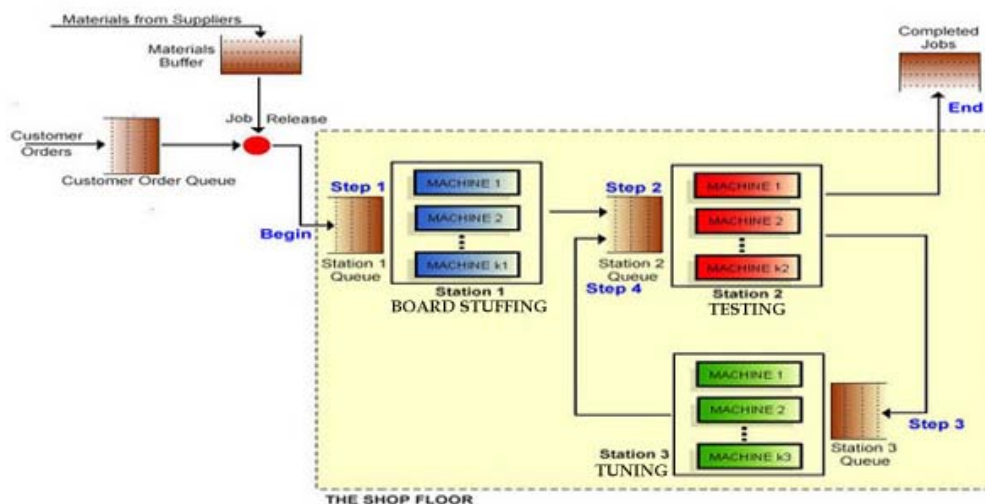 Materials from Suppliers
Materials
Buffer
Completed
Jobs
Job Release
End
Customer
Orders
Customer Order Queue
Step 1
Begin
Station 1
Queue
MACHINE 1
MACHINE 2
MACHINE k1
Station 1
BOARD STUFFING
Step 2
Station 2
Queue
Step 4
MACHINE 1
MACHINE 2
MACHINE k2
Station 2
TESTING
MACHINE 1
MACHINE 2
MACHINE k3
Station 3
TUNING
Step 3
Station 3
Queue
THE SHOP FLOOR